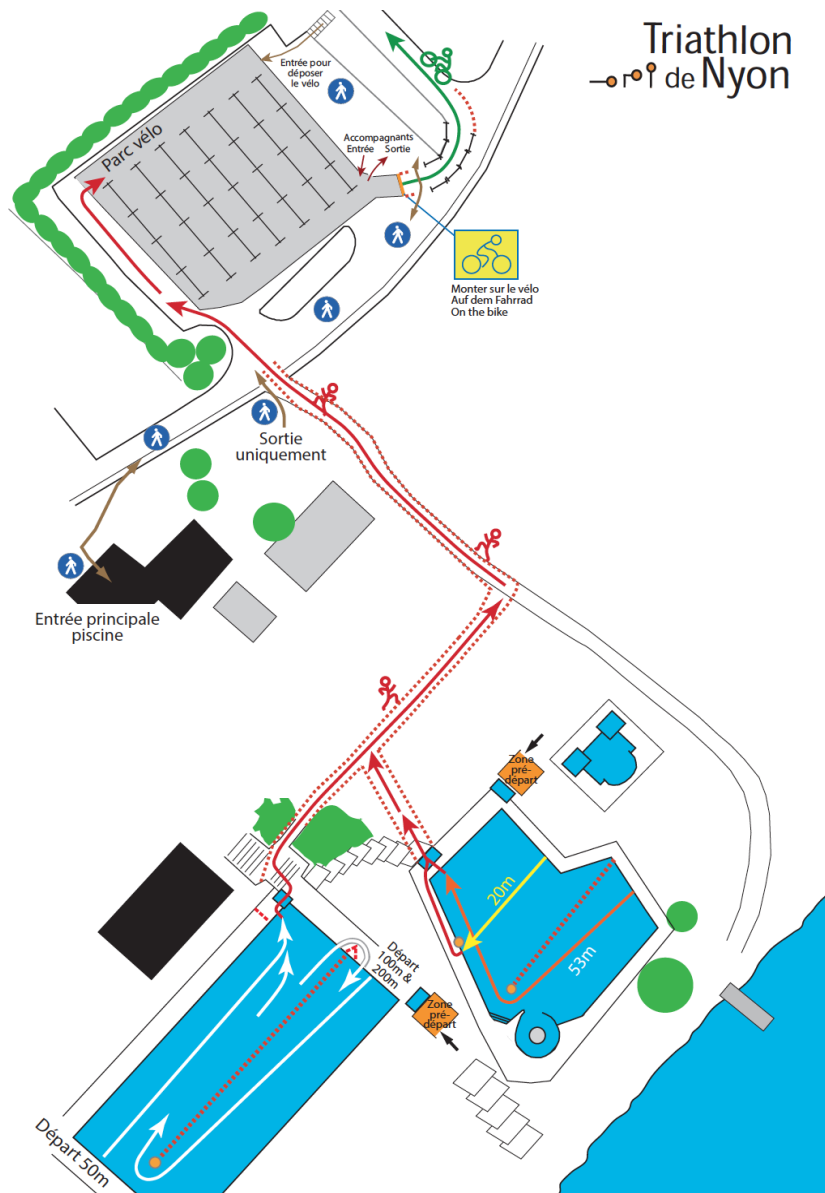 Triathlon
de Nyon
Entrée pour
déposer
le vélo
Parc vélo
Accompagnants
Entrée Sortie
Monter sur le vélo
Auf dem Fahrrad
On the bike
Sortie
uniquement
Entrée principale
piscine
Zone
pré-
départ
20m
53m
Départ
100m &
200m
Zone
pré-
départ
Départ 50m